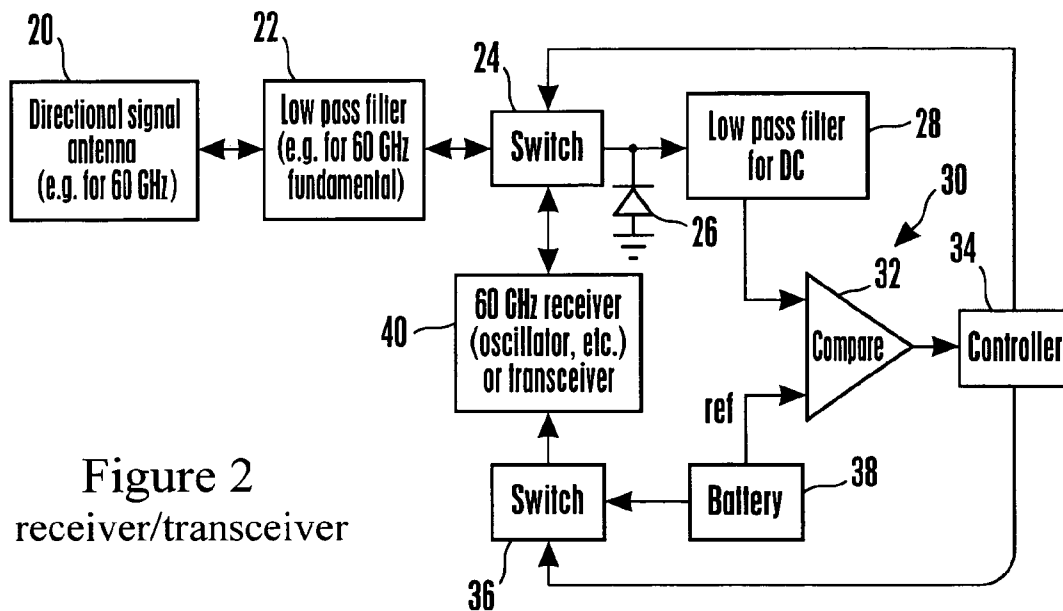 20
Directional signal
antenna
(e.g. for 60 GHz)
22
Low pass filter
(e.g. for 60 GHz
fundamental)
24
Switch
26
Low pass filter
for DC
28
30
32
Compare
34
Controller
40
60 GHz receiver
(oscillator, etc.)
or transceiver
ref
Switch
36
Battery
38
Figure 2
receiver/transceiver